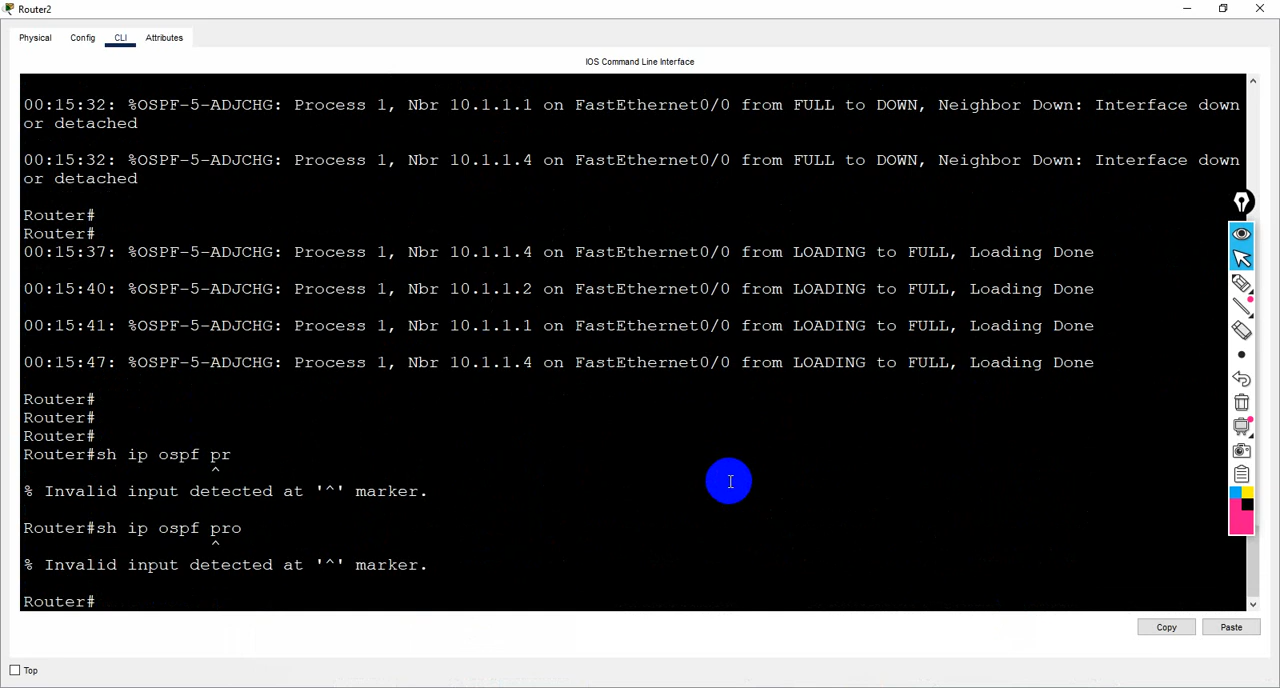 Router2
Physical Config CLI Attributes
IOS Command Line Interface
00:15:32: %OSPF-5-ADJCHG: Process 1, Nbr 10.1.1.1 on FastEthernet0/0 from FULL to DOWN, Neighbor Down: Interface down
or detached
00:15:32: %OSPF-5-ADJCHG: Process 1, Nbr 10.1.1.4 on FastEthernet0/0 from FULL to DOWN, Neighbor Down: Interface down
or detached
Router#
Router#
00:15:37: %OSPF-5-ADJCHG: Process 1, Nbr 10.1.1.4 on FastEthernet0/0 from LOADING to FULL, Loading Done
00:15:40: %OSPF-5-ADJCHG: Process 1, Nbr 10.1.1.2 on FastEthernet0/0 from LOADING to FULL, Loading Done
00:15:41: %OSPF-5-ADJCHG: Process 1, Nbr 10.1.1.1 on FastEthernet0/0 from LOADING to FULL, Loading Done
00:15:47: %OSPF-5-ADJCHG: Process 1, Nbr 10.1.1.4 on FastEthernet0/0 from LOADING to FULL, Loading Done
Router#
Router#
Router#
Router#sh ip ospf pr
^
% Invalid input detected at '^' marker.
Router#sh ip ospf pro
^
% Invalid input detected at '^' marker.
Router#
Copy Paste
Top